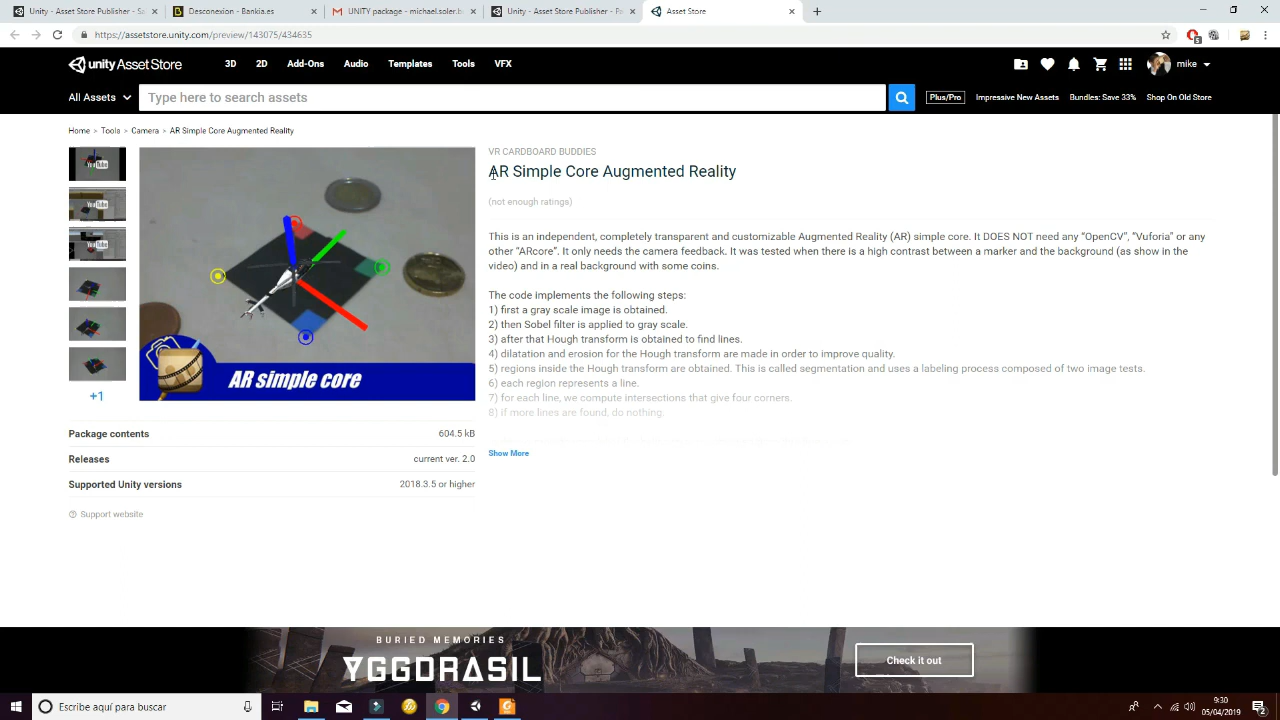 Unity - Asset Store Publisher - Sa
Desconexion - Bankia.es
UNITY package - michael.soler.b
Unity - Asset Store Publisher - Pa
Asset Store
https://assetstore.unity.com/preview/143075/434635
unity Asset Store
3D
2D
Add-Ons
Audio
Templates
Tools
VFX
mike
All Assets
Type here to search assets
Plus/Pro
Impressive New Assets
Bundles: Save 33%
Shop On Old Store
Home > Tools > Camera > AR Simple Core Augmented Reality
VR CARDBOARD BUDDIES
AR Simple Core Augmented Reality
(not enough ratings)
This is an independent, completely transparent and customizable Augmented Reality (AR) simple core. It DOES NOT need any “OpenCV”, “Vuforia” or any
other “ARcore”. It only needs the camera feedback. It was tested when there is a high contrast between a marker and the background (as show in the
video) and in a real background with some coins.
The code implements the following steps:
1) first a gray scale image is obtained.
2) then Sobel filter is applied to gray scale.
3) after that Hough transform is obtained to find lines.
4) dilatation and erosion for the Hough transform are made in order to improve quality.
5) regions inside the Hough transform are obtained. This is called segmentation and uses a labeling process composed of two image tests.
6) each region represents a line.
7) for each line, we compute intersections that give four corners.
8) if more lines are found, do nothing.
Show More
YouTube
YouTube
YouTube
+1
AR simple core
Package contents
604.5 kB
Releases
current ver. 2.0
Supported Unity versions
2018.3.5 or higher
Support website
BURIED MEMORIES
YGGDRASIL
Check it out
Escribe aquí para buscar
9:30
05/04/2019